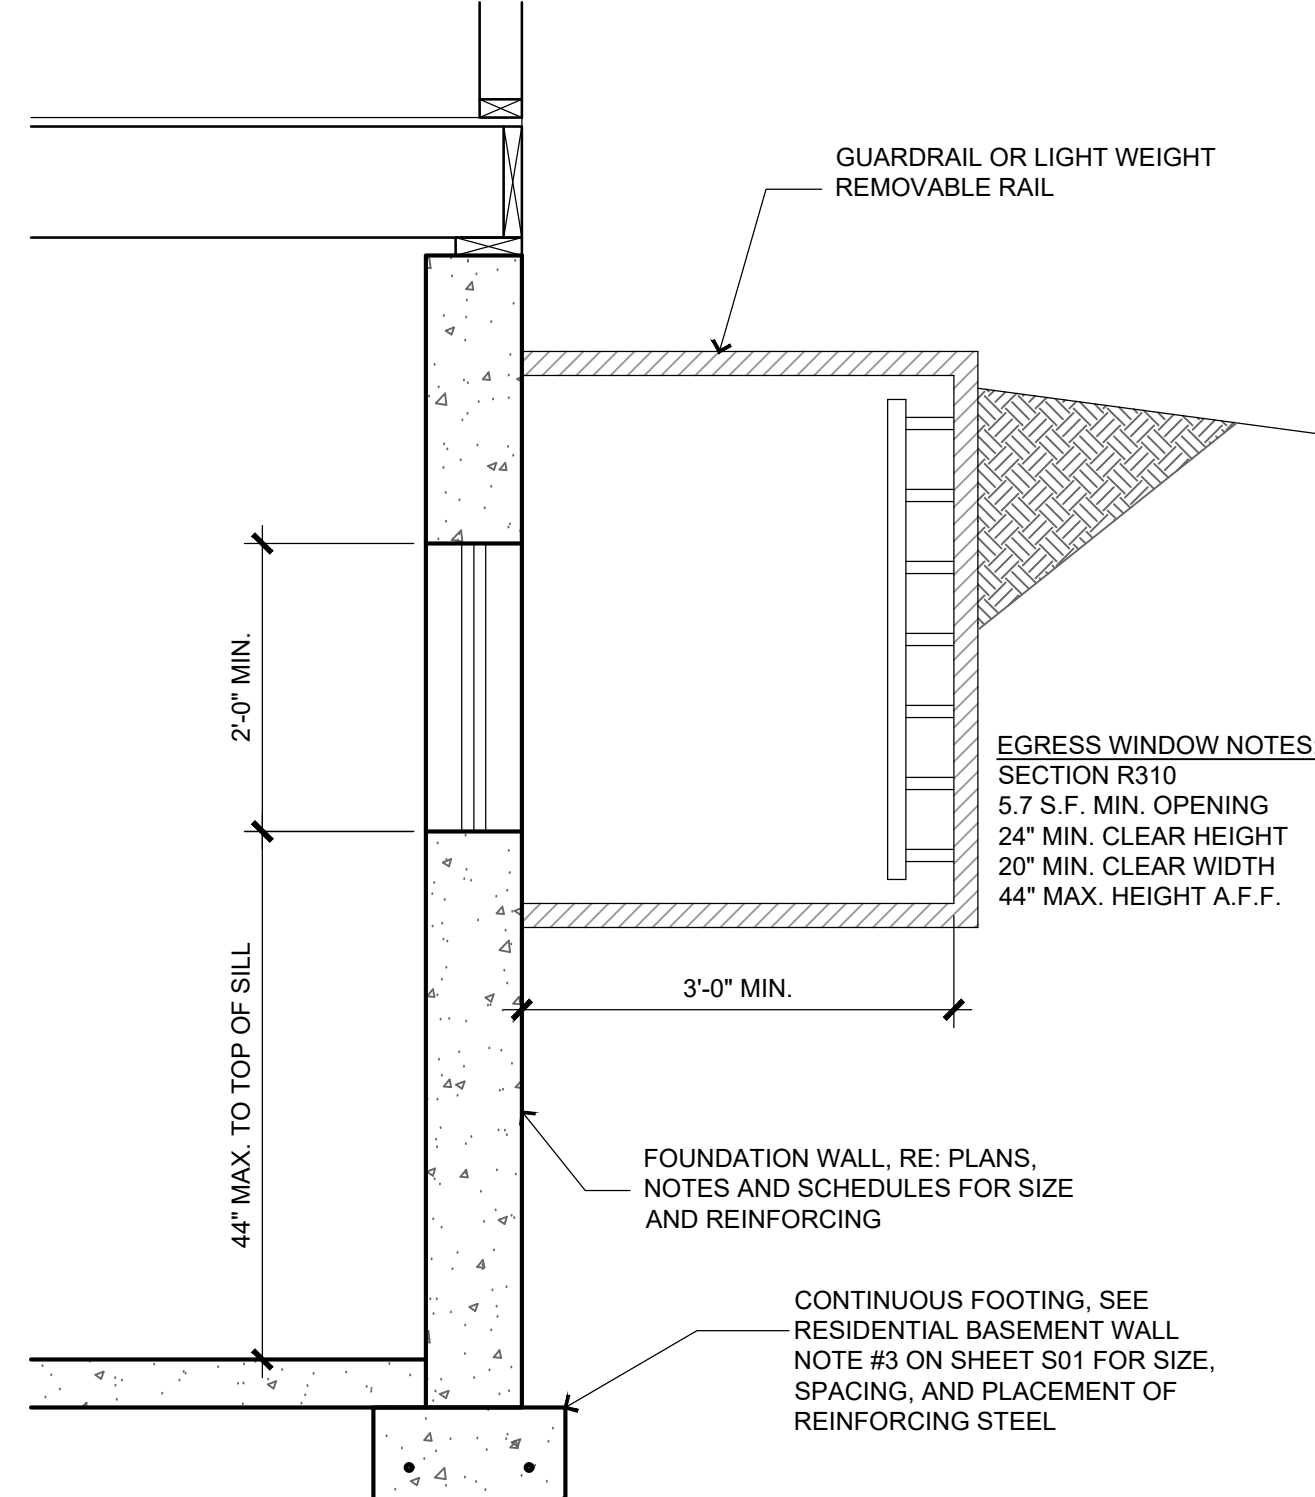 GUARDRAIL OR LIGHT WEIGHT
REMOVABLE RAIL
2'-0" MIN.
EGRESS WINDOW NOTES:
SECTION R310
5.7 S.F. MIN. OPENING
24" MIN. CLEAR HEIGHT
20" MIN. CLEAR WIDTH
44" MAX. HEIGHT A.F.F.
44" MAX. TO TOP OF SILL
3'-0" MIN.
FOUNDATION WALL, RE: PLANS,
NOTES AND SCHEDULES FOR SIZE
AND REINFORCING
CONTINUOUS FOOTING, SEE
RESIDENTIAL BASEMENT WALL
NOTE #3 ON SHEET S01 FOR SIZE,
SPACING, AND PLACEMENT OF
REINFORCING STEEL